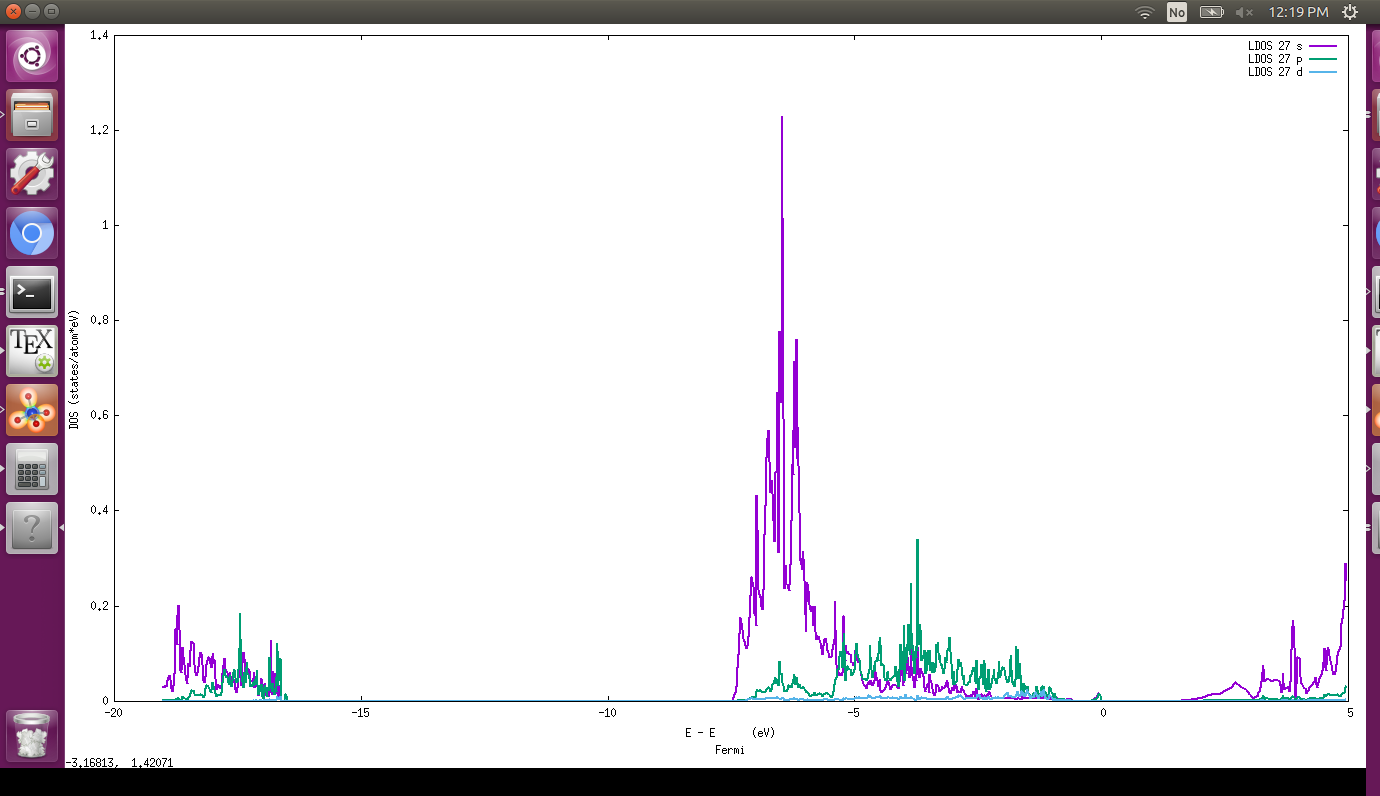 No
12:19 PM
1.4
1.2
1
0.8
0.6
0.4
0.2
0
DOS (states/atom*eV)
LDOS 27 s
LDOS 27 p
LDOS 27 d
TEX
>_
?
-20 -15 -10 -5 0 5
E - E (eV)
Fermi
-3.16813, 1.42071